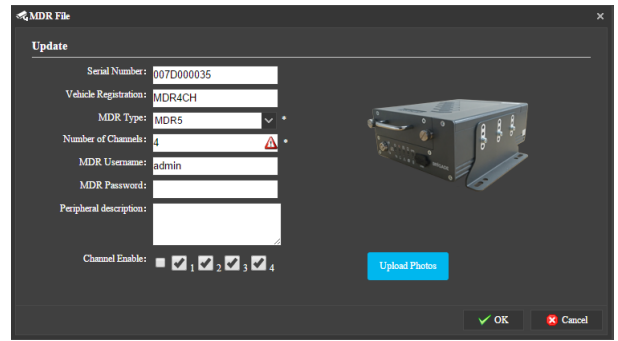 MDR File
Update
Serial Number: 007D000035
Vehicle Registration: MDR4CH
MDR Type: MDR5 *
Number of Channels: 4 *
MDR Username: admin
MDR Password:
Peripheral description:
Channel Enable: 1 2 3 4
Upload Photos
OK Cancel